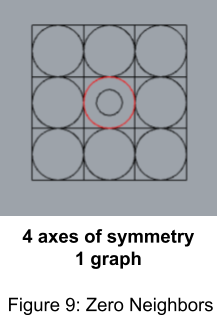 4 axes of symmetry
1 graph
Figure 9: Zero Neighbors